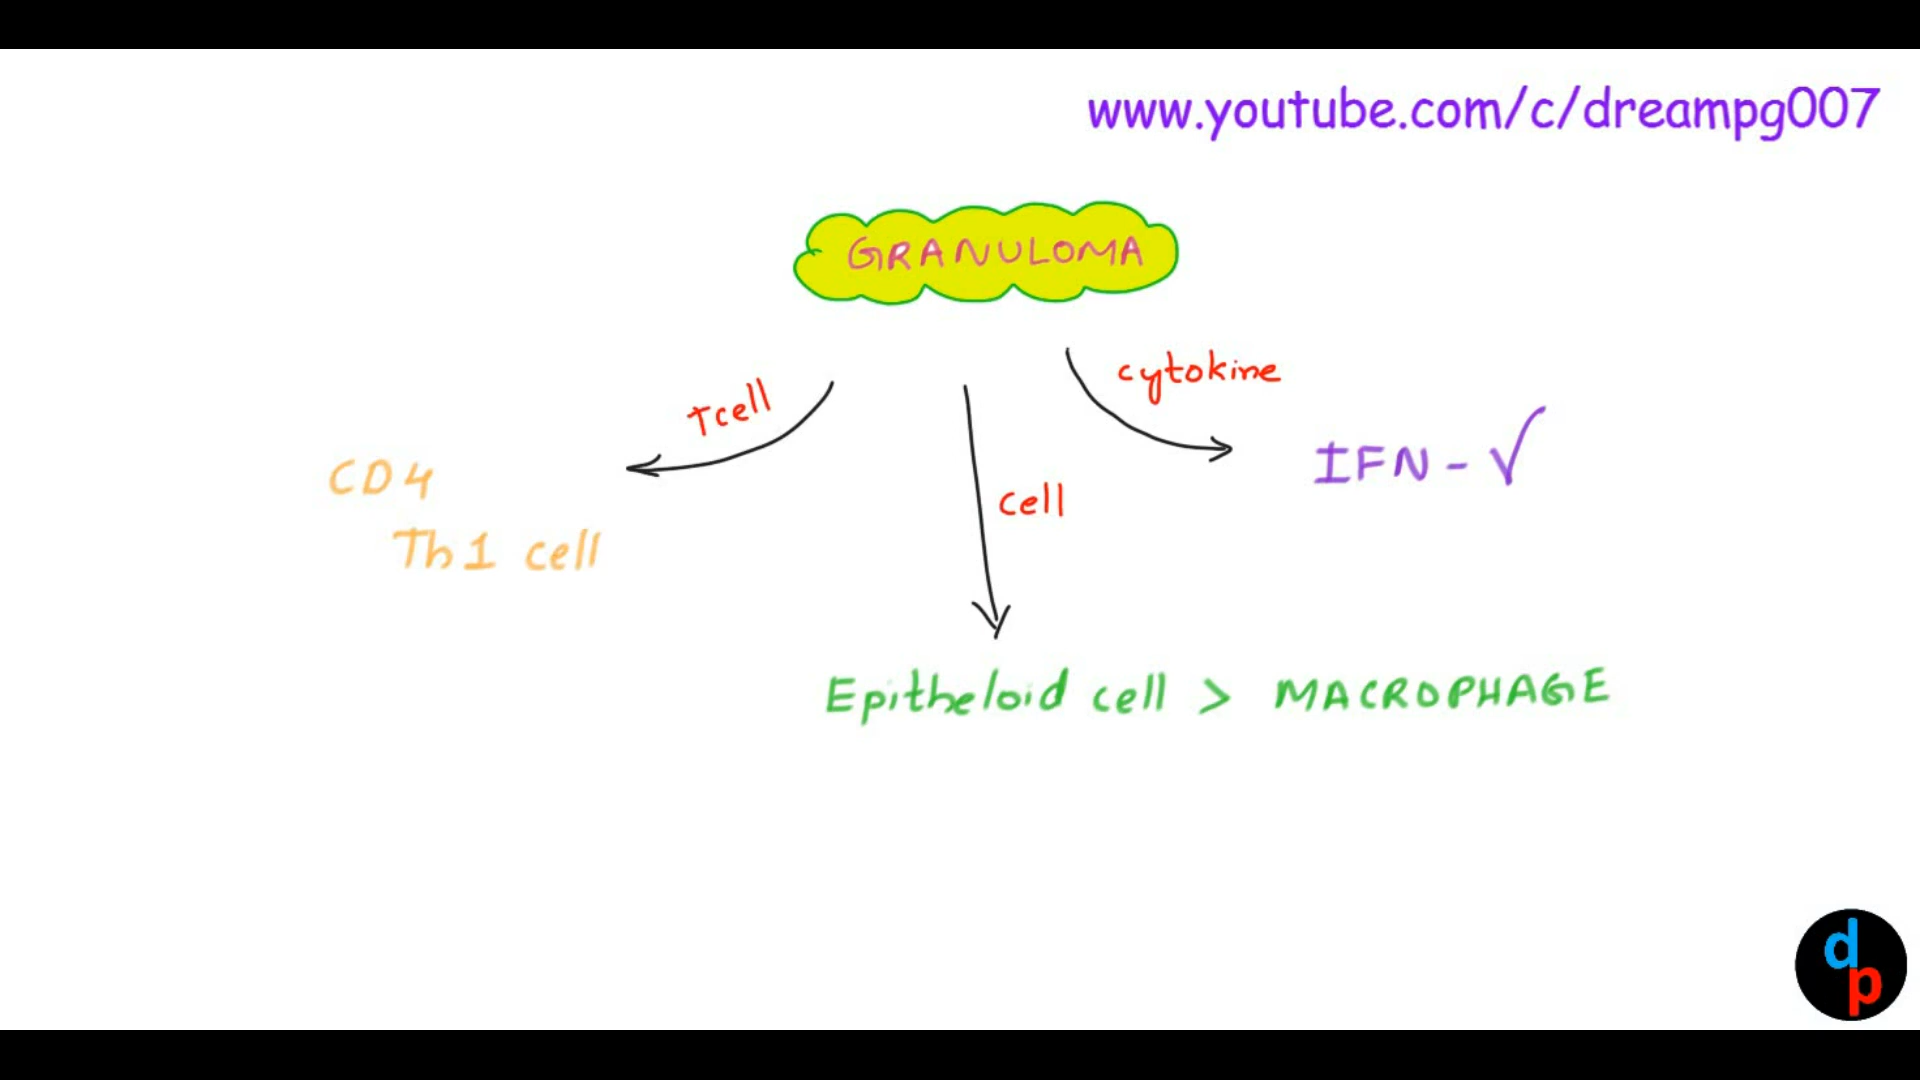 www.youtube.com/c/dreampg007
GRANULOMA
cytokine
Tcell
IFN - √
CD4
cell
Th1 cell
Epitheloid cell > MACROPHAGE
dp